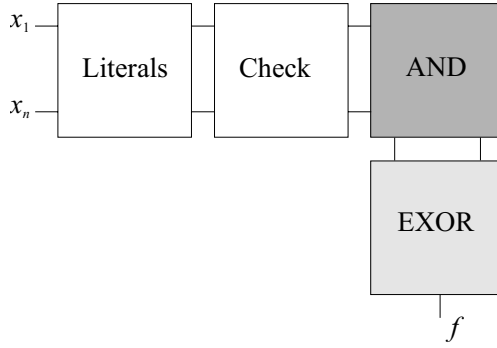 x₁
Literals
Check
AND
xₙ
EXOR
f